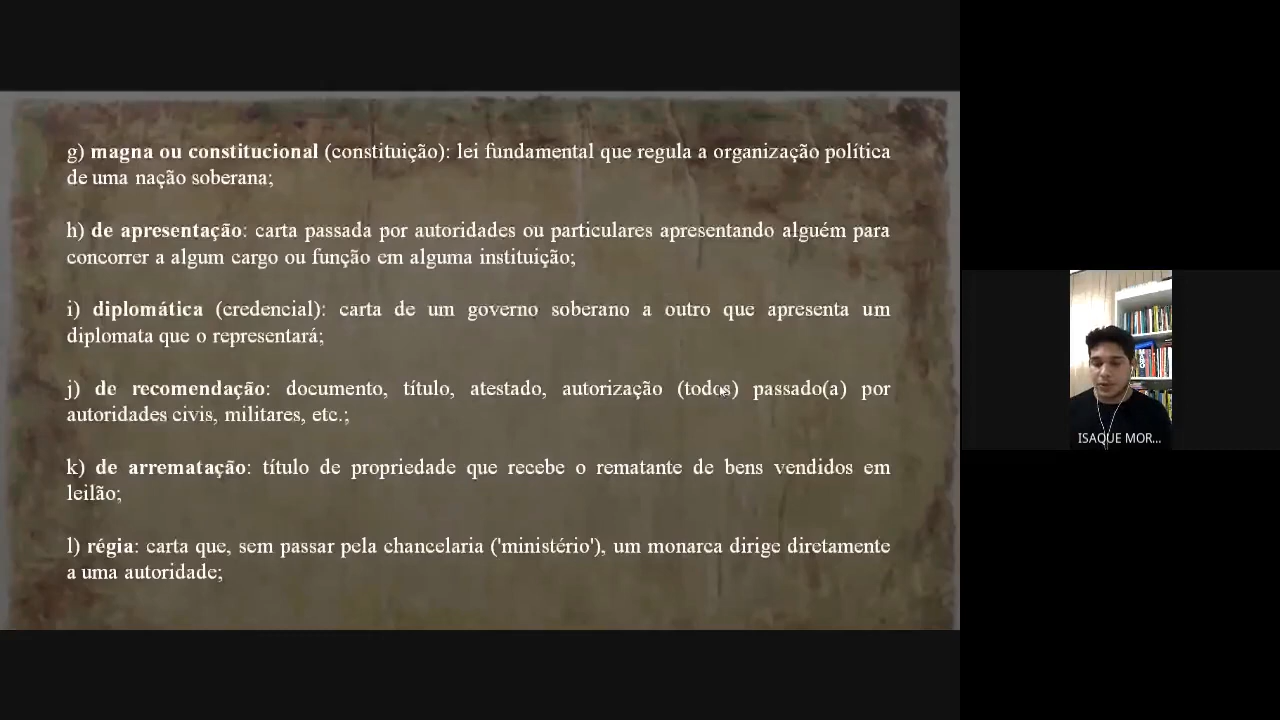 g) magna ou constitucional (constituição): lei fundamental que regula a organização política
de uma nação soberana;
h) de apresentação: carta passada por autoridades ou particulares apresentando alguém para
concorrer a algum cargo ou função em alguma instituição;
i) diplomática (credencial): carta de um governo soberano a outro que apresenta um
diplomata que o representará;
j) de recomendação: documento, título, atestado, autorização (todos) passado(a) por
autoridades civis, militares, etc.;
k) de arrematação: título de propriedade que recebe o rematante de bens vendidos em
leilão;
l) régia: carta que, sem passar pela chancelaria ('ministério'), um monarca dirige diretamente
a uma autoridade;
ISAQUE MOR...